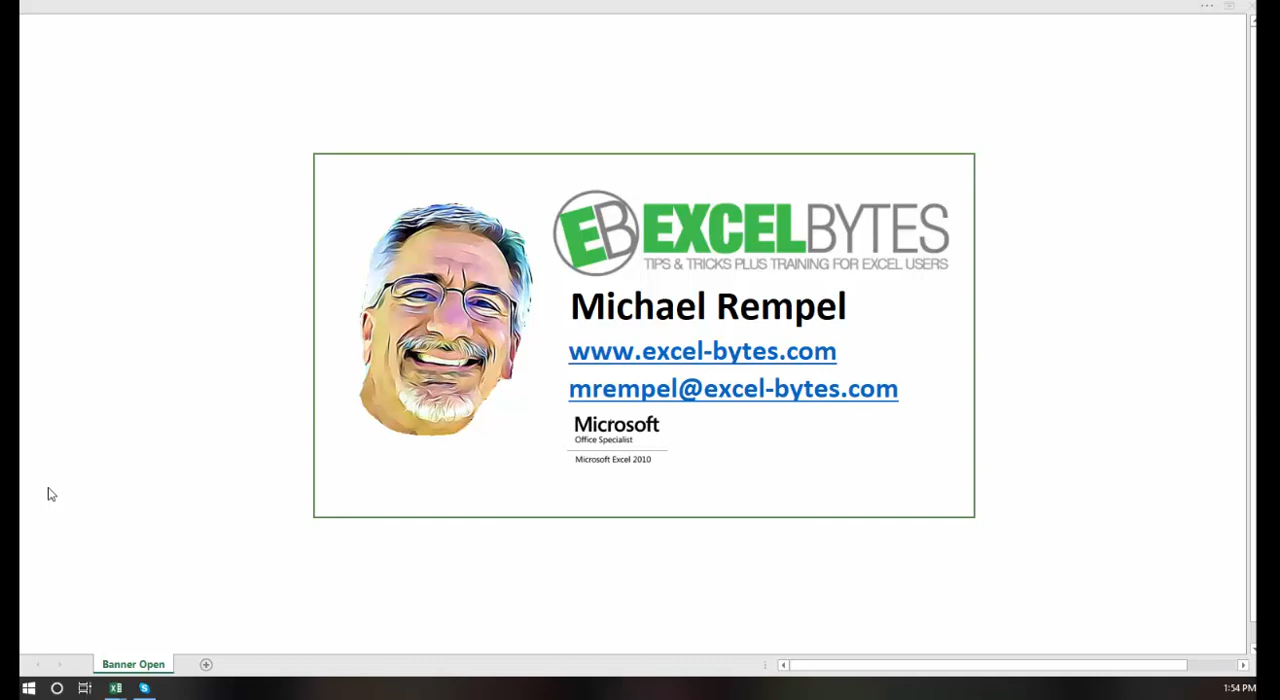 EB EXCELBYTES
TIPS & TRICKS PLUS TRAINING FOR EXCEL USERS
Michael Rempel
www.excel-bytes.com
mrempel@excel-bytes.com
Microsoft
Office Specialist
Microsoft Excel 2010
Banner Open
1:54 PM